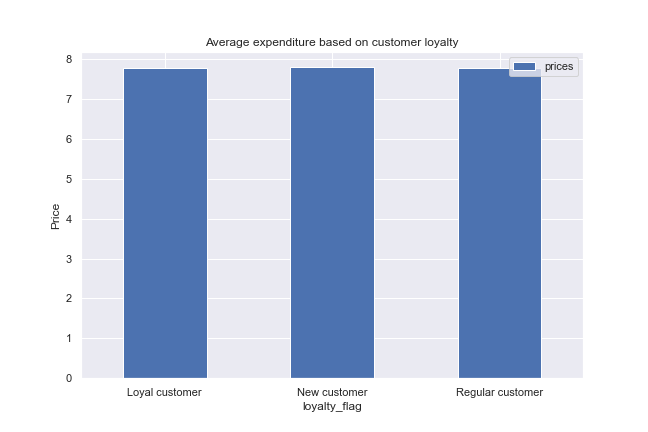 Average expenditure based on customer loyalty
prices
8
7
6
5
4
3
2
1
0
Price
Loyal customer
New customer
Regular customer
loyalty_flag